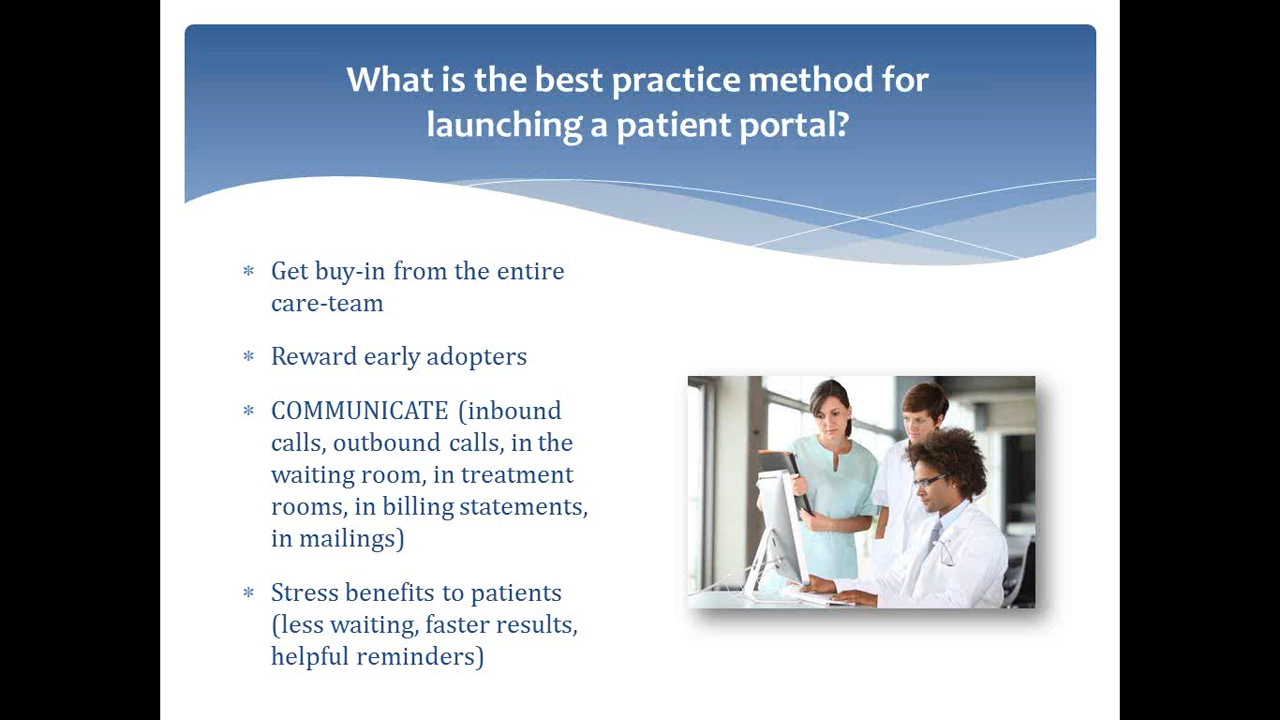 What is the best practice method for
launching a patient portal?
* Get buy-in from the entire
care-team
* Reward early adopters
* COMMUNICATE (inbound
calls, outbound calls, in the
waiting room, in treatment
rooms, in billing statements,
in mailings)
* Stress benefits to patients
(less waiting, faster results,
helpful reminders)